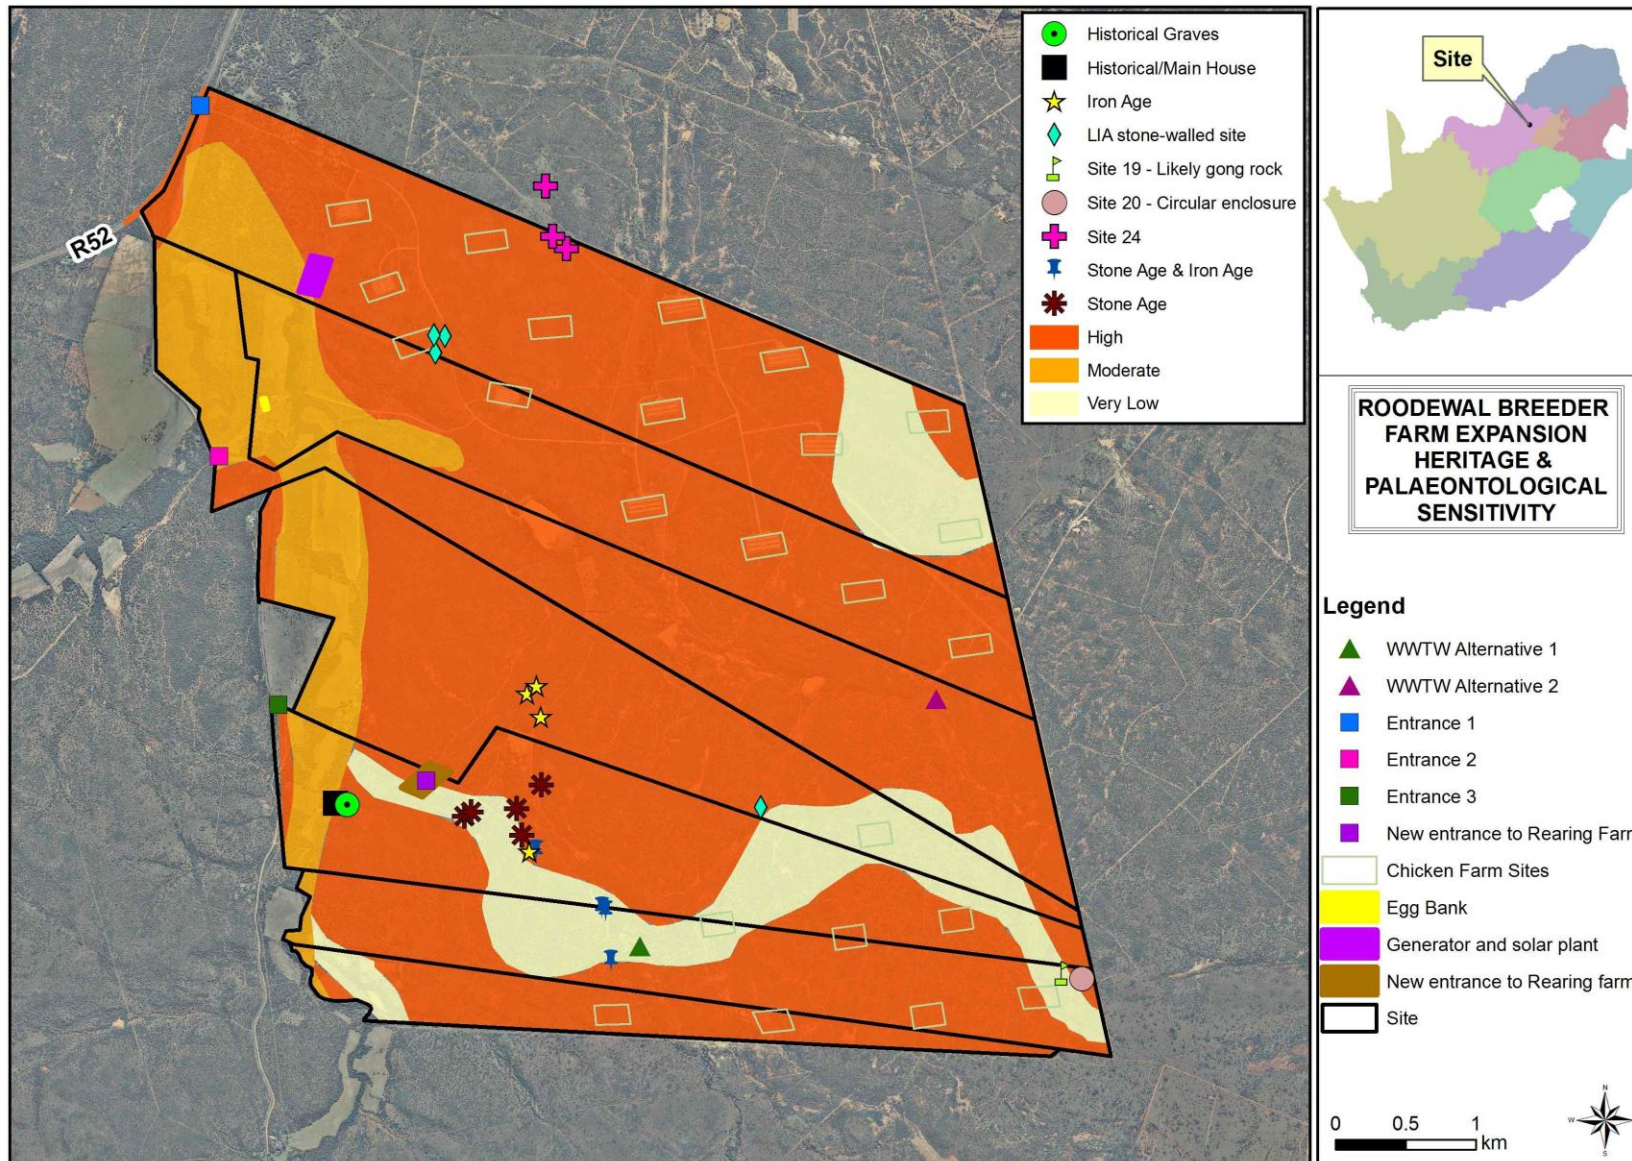 R52
Historical Graves
Historical/Main House
Iron Age
LIA stone-walled site
Site 19 - Likely gong rock
Site 20 - Circular enclosure
Site 24
Stone Age & Iron Age
Stone Age
High
Moderate
Very Low
Site
ROODEWAL BREEDER
FARM EXPANSION
HERITAGE &
PALAEONTOLOGICAL
SENSITIVITY
Legend
WWTW Alternative 1
WWTW Alternative 2
Entrance 1
Entrance 2
Entrance 3
New entrance to Rearing Farm
Chicken Farm Sites
Egg Bank
Generator and solar plant
New entrance to Rearing farm
Site
0 0.5 1
km
N
W
S